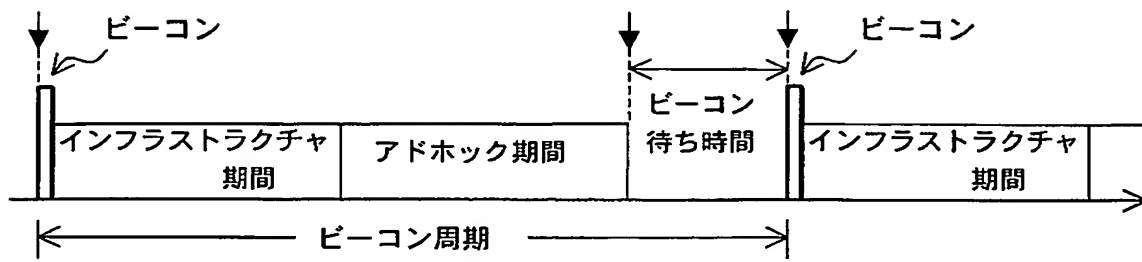 ビーコン
ビーコン
ビーコン
待ち時間
インフラストラクチャ
期間
アドホック期間
インフラストラクチャ
期間
ビーコン周期